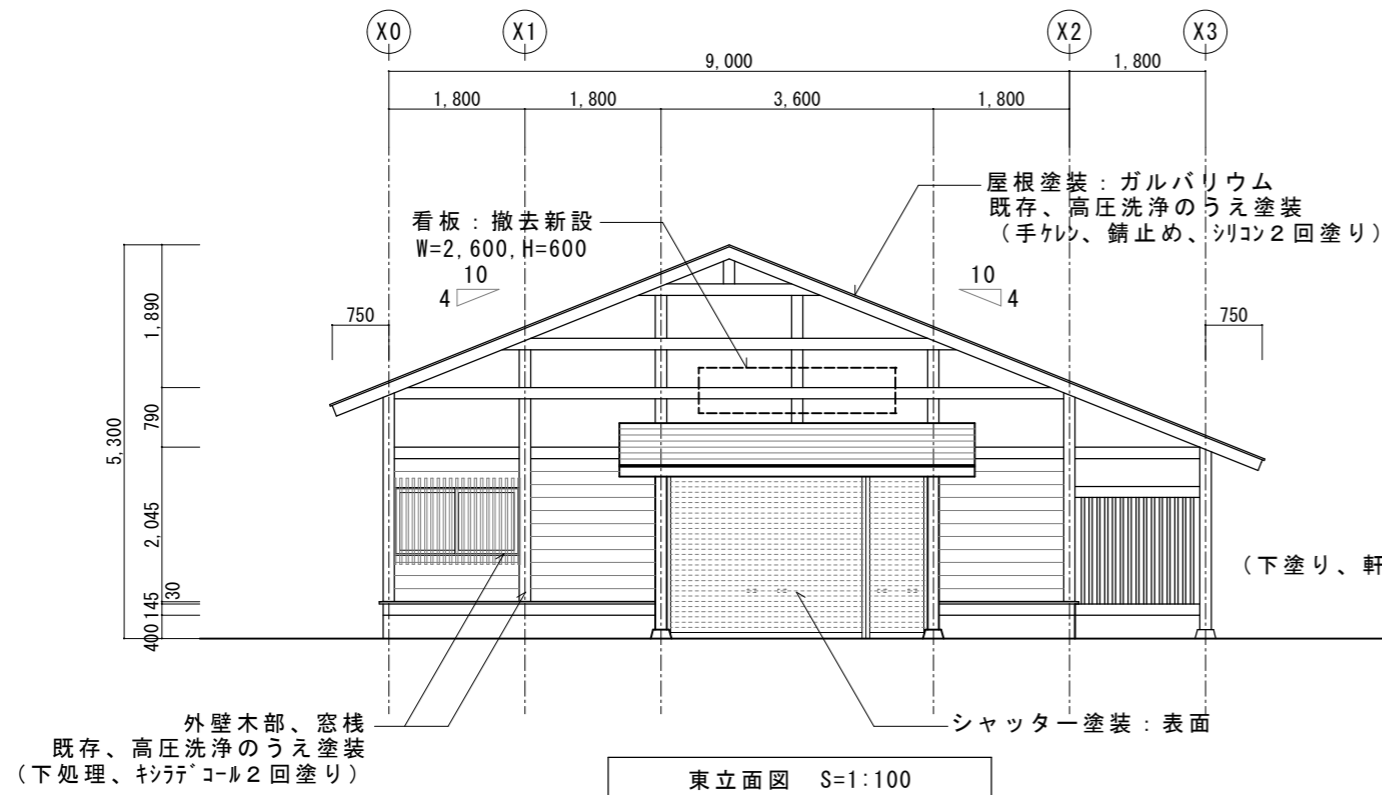 X0
X1
X2
X3
9,000
1,800
1,800
1,800
3,600
1,800
屋根塗装：ガルバリウム
既存、高圧洗浄のうえ塗装
（手ｹﾚﾝ、錆止め、ｼﾘｺﾝ２回塗り）
看板：撤去新設
W=2,600,H=600
10
4
10
4
750
750
5,300
1,890
790
2,045
30
145
400
（下塗り、軒
外壁木部、窓桟
既存、高圧洗浄のうえ塗装
（下処理、ｷｼﾗﾃﾞｺｰﾙ２回塗り）
シャッター塗装：表面
東立面図　S=1:100